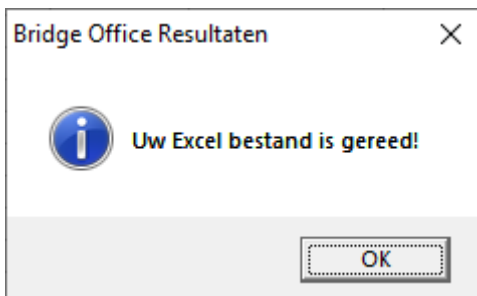 Bridge Office Resultaten
Uw Excel bestand is gereed!
OK